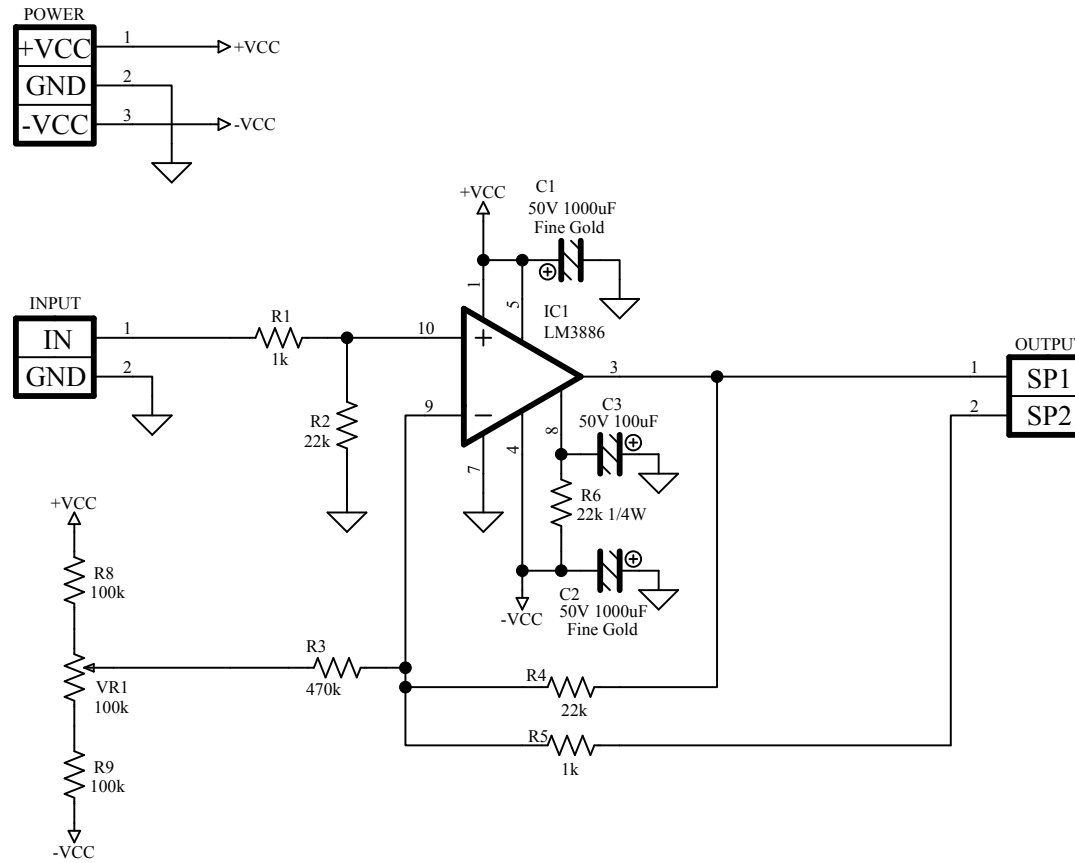 POWER
+VCC
1
+VCC
GND
2
-VCC
3
-VCC
+VCC
C1
50V 1000uF
Fine Gold
1
5
IC1
LM3886
INPUT
IN
1
GND
2
R1
1k
10
R2
22k
9
3
OUTPUT
1
SP1
2
SP2
4
8
7
C3
50V 100uF
R6
22k 1/4W
-VCC
C2
50V 1000uF
Fine Gold
+VCC
R8
100k
VR1
100k
R9
100k
-VCC
R3
470k
R4
22k
R5
1k